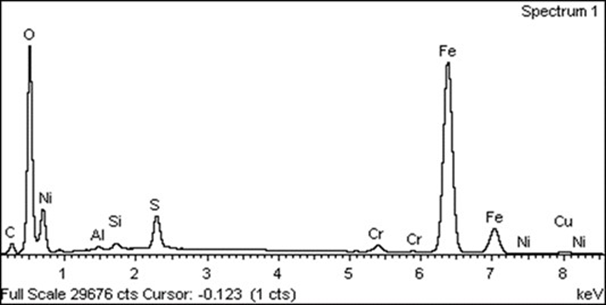 Spectrum 1
O
Fe
Ni
S
Fe
C
Al
Si
Cr
Cr
Ni
Cu
Ni
1 2 3 4 5 6 7 8
Full Scale 29676 cts Cursor: -0.123 (1 cts) keV